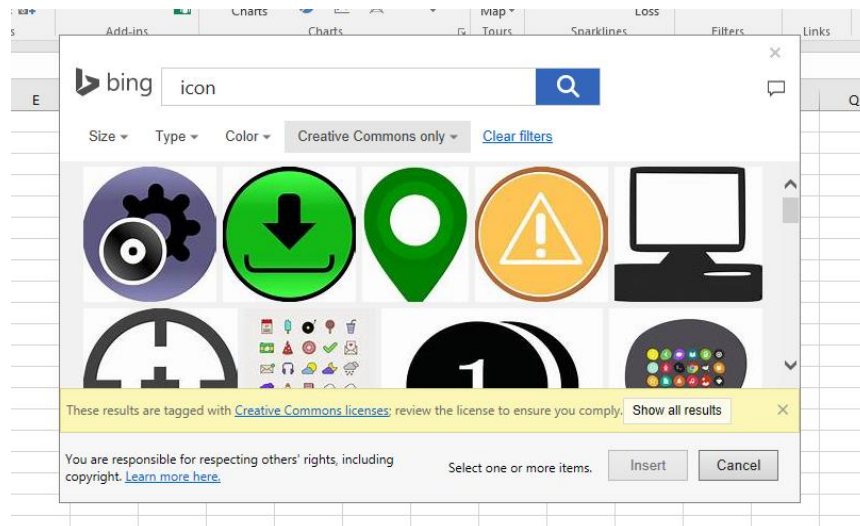 Charts Map Loss
Add-ins Charts Tours Sparklines Filters Links
bing icon
E Q
Size Type Color Creative Commons only Clear filters
1
These results are tagged with Creative Commons licenses; review the license to ensure you comply. Show all results
You are responsible for respecting others' rights, including
copyright. Learn more here.
Select one or more items. Insert Cancel